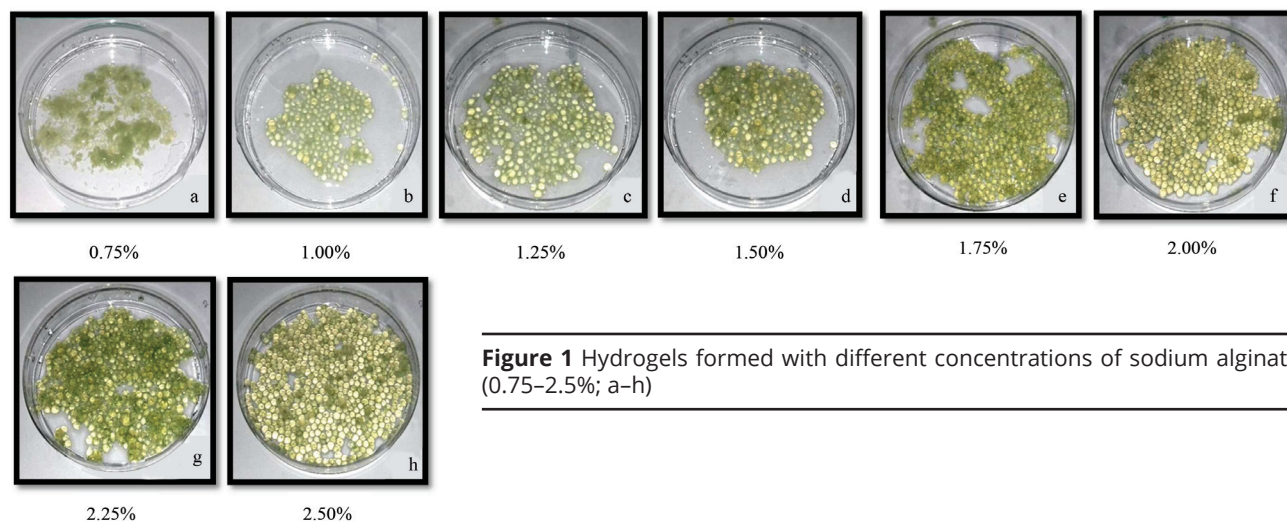 a b c d e f
0.75% 1.00% 1.25% 1.50% 1.75% 2.00%
g h
2.25% 2.50%
Figure 1 Hydrogels formed with different concentrations of sodium alginat
(0.75–2.5%; a–h)